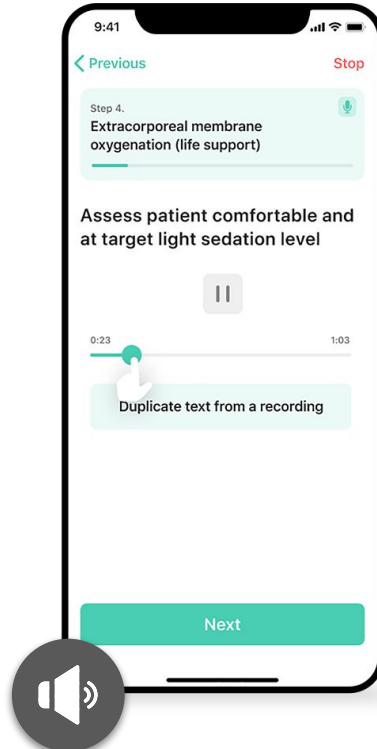 9:41
Previous
Stop
Step 4.
Extracorporeal membrane
oxygenation (life support)
Assess patient comfortable and
at target light sedation level
0:23
1:03
Duplicate text from a recording
Next